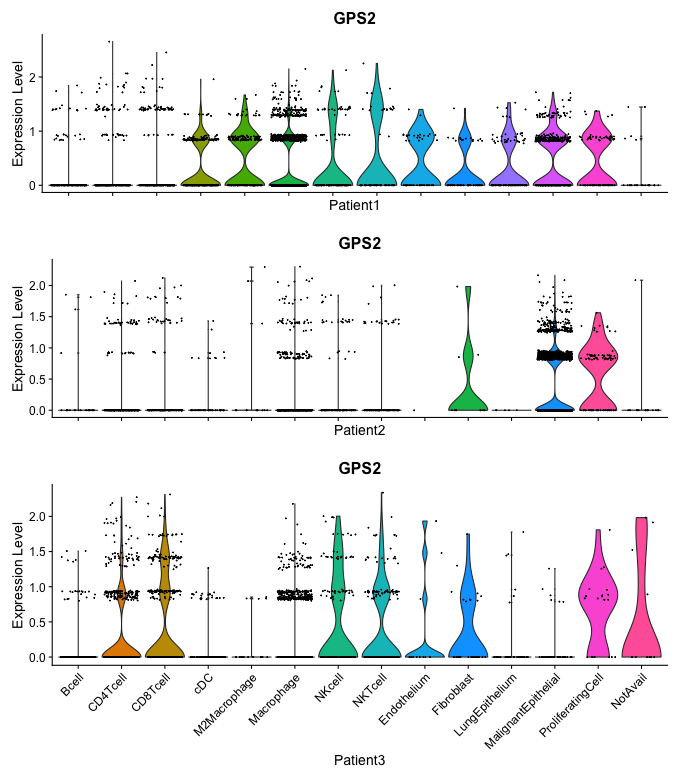 GPS2
Expression Level
2
1
0
Patient1
GPS2
Expression Level
2.0
1.5
1.0
0.5
0.0
Patient2
GPS2
Expression Level
2.0
1.5
1.0
0.5
0.0
Bcell
CD4Tcell
CD8Tcell
cDC
M2Macrophage
Macrophage
NKcell
NKTcell
Endothelium
Fibroblast
LungEpithelium
MalignantEpithelial
ProliferatingCell
NotAvail
Patient3